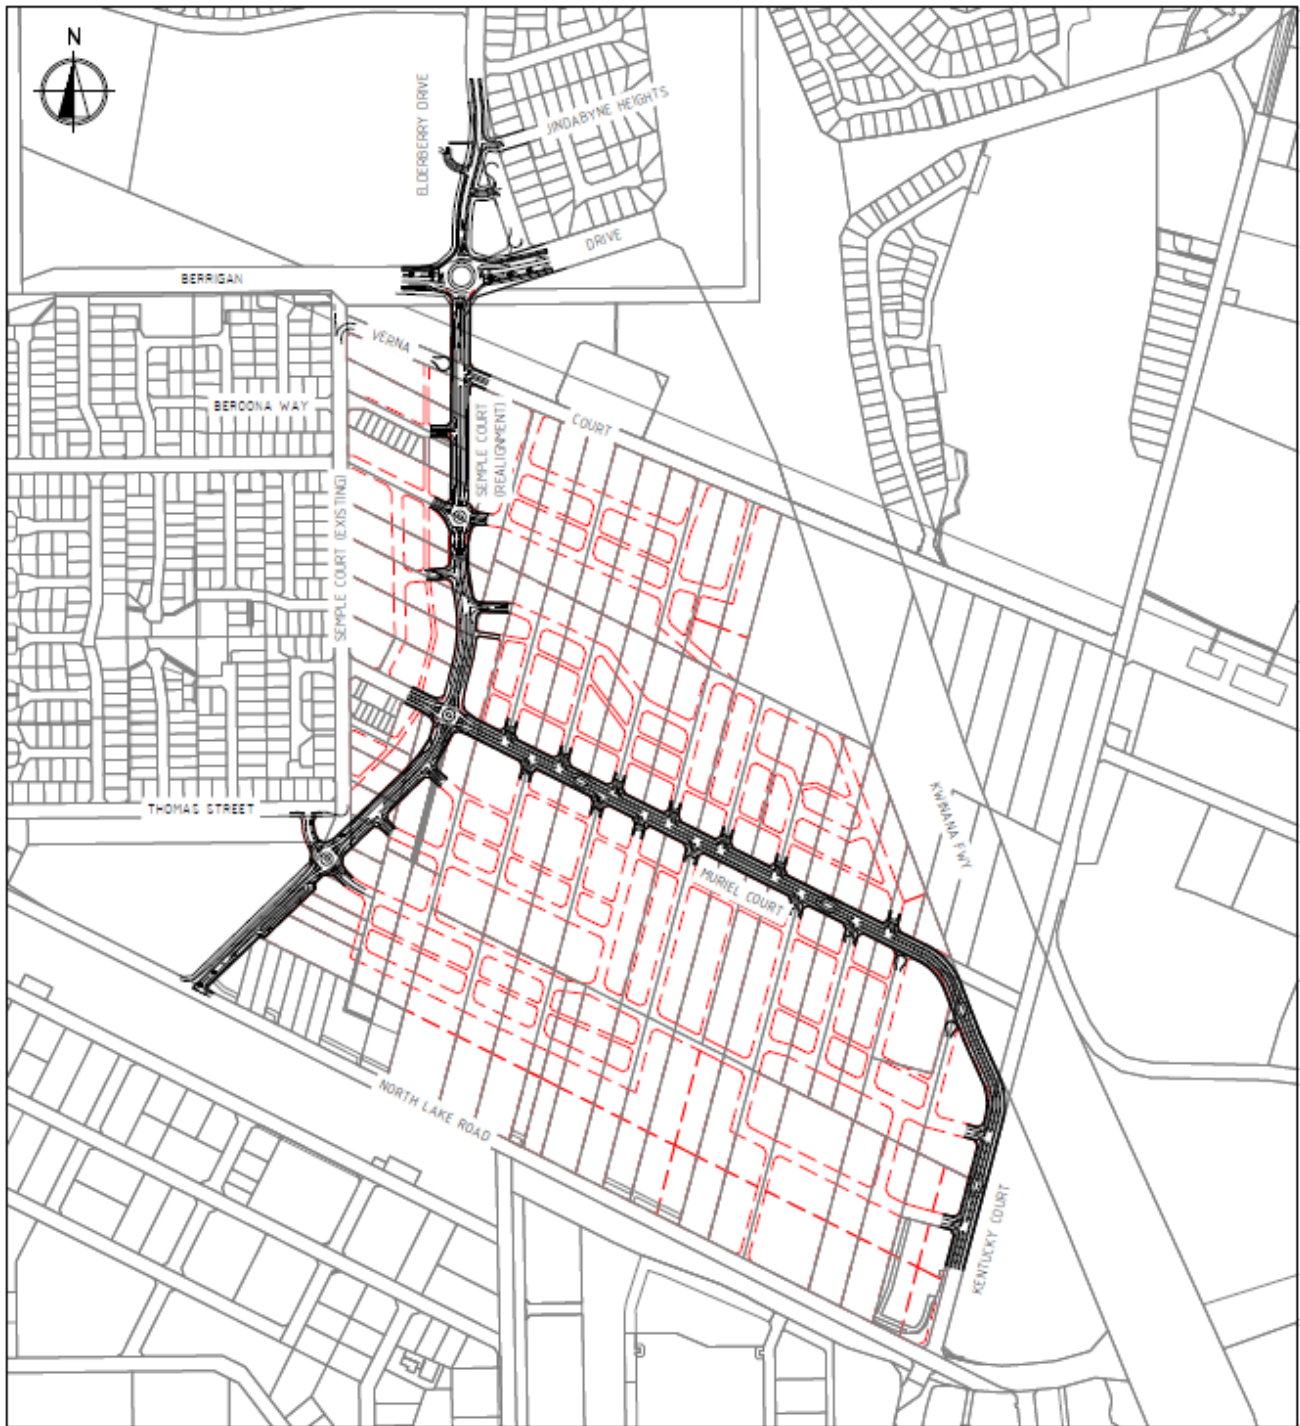 N
ELDERBERRY DRIVE
JINDABYNE HEIGHTS
DRIVE
BERRIGAN
VERNA
BEROONA WAY
COURT
SEMPLE COURT
(REALIGNMENT)
SEMPLE COURT (EXISTING)
THOMAS STREET
KWINANA FWY
MURIEL COURT
NORTH LAKE ROAD
KENTUCKY COURT